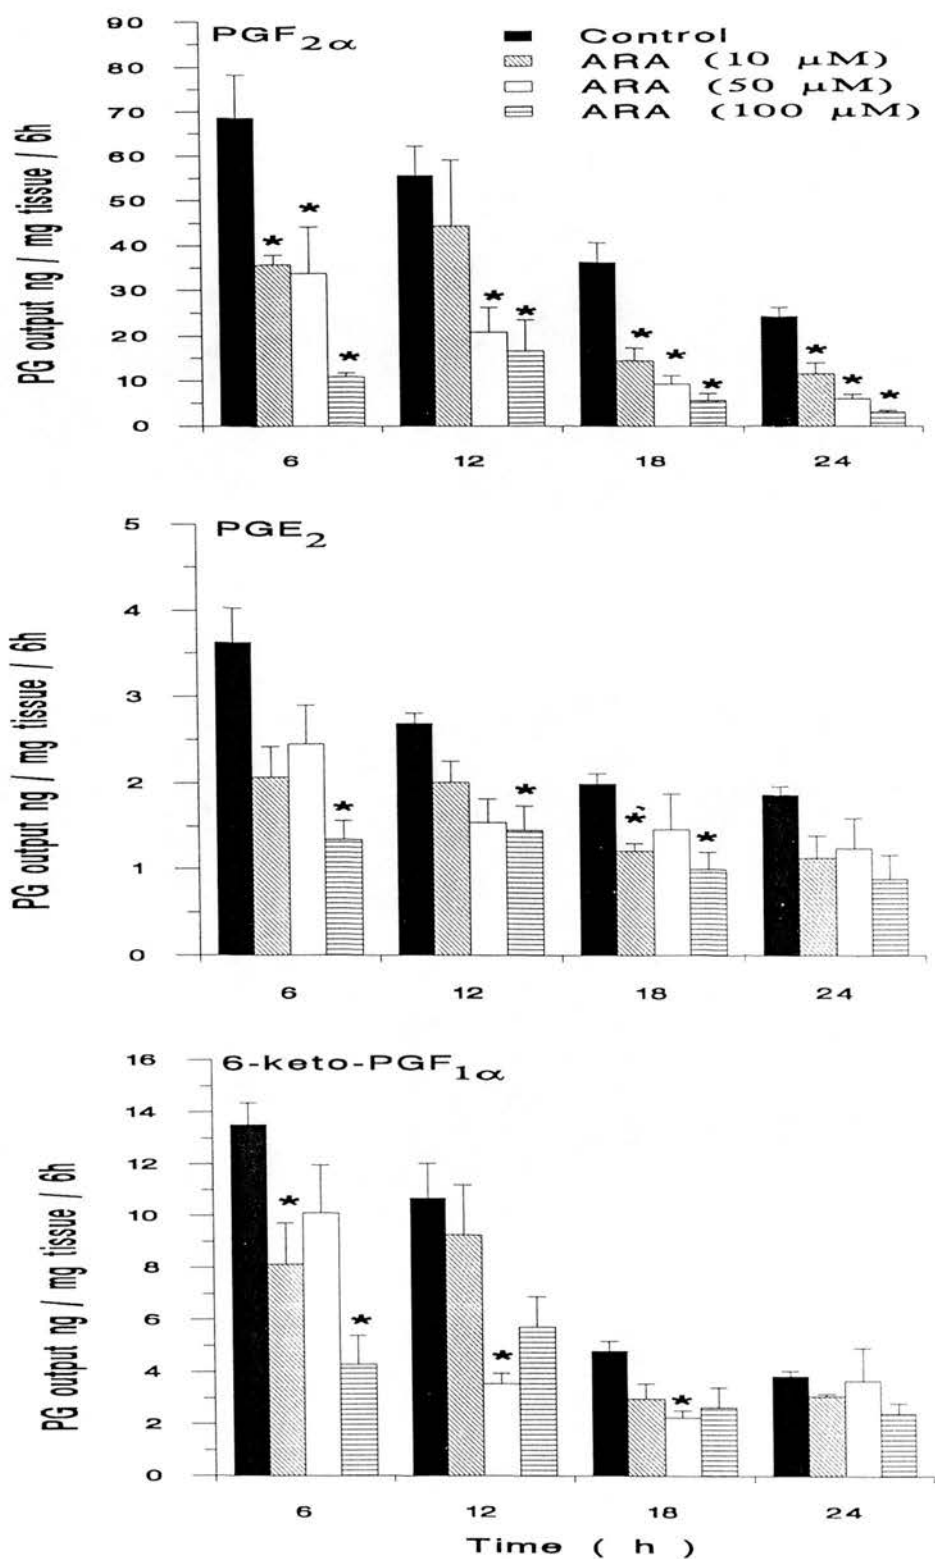 PGF2α
Control
ARA (10 μM)
ARA (50 μM)
ARA (100 μM)
PG output ng / mg tissue / 6h
90
80
70
60
50
40
30
20
10
0
* * *
* *
* * *
* * *
6 12 18 24
PGE2
PG output ng / mg tissue / 6h
5
4
3
2
1
0
*
*
* *
6 12 18 24
6-keto-PGF1α
PG output ng / mg tissue / 6h
16
14
12
10
8
6
4
2
0
* *
*
*
6 12 18 24
Time ( h )